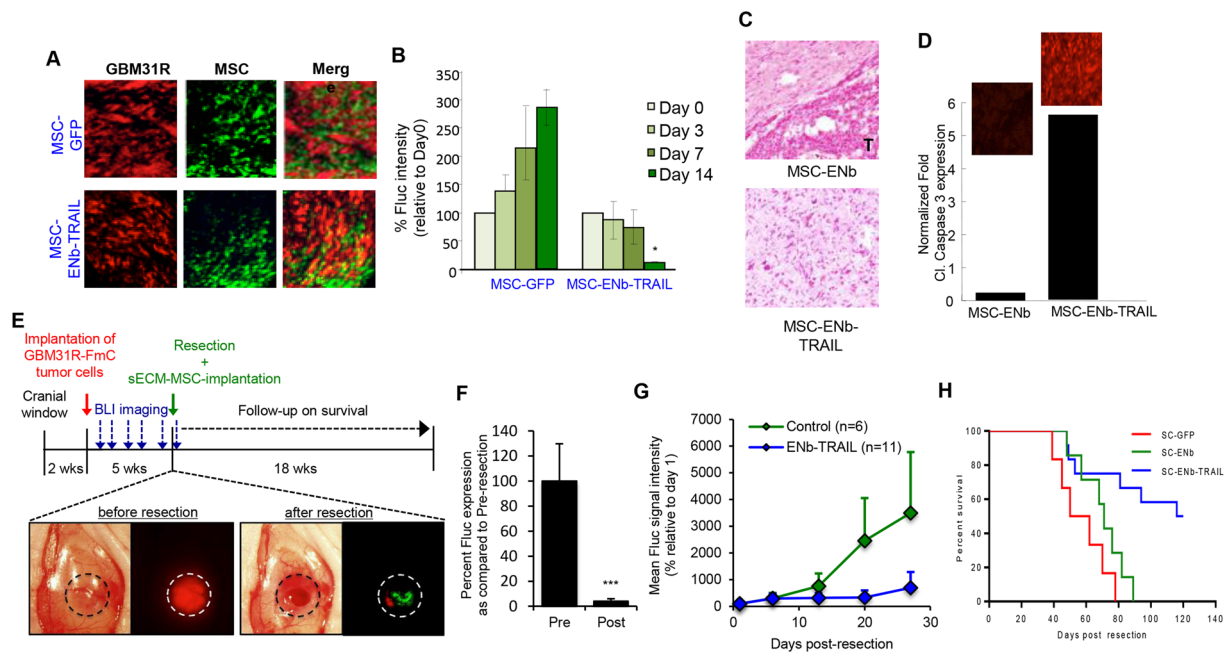 A
GBM31R
MSC
Merg
e
MSC-
GFP
MSC-
ENb-TRAIL
B
% Fluc intensity
(relative to Day0)
350
300
250
200
150
100
50
0
Day 0
Day 3
Day 7
Day 14
*
MSC-GFP
MSC-ENb-TRAIL
C
T
MSC-ENb
MSC-ENb-
TRAIL
D
Normalized Fold
Cl. Caspase 3 expression
6
5
4
3
2
1.
0
MSC-ENb
MSC-ENb-TRAIL
E
Implantation of
GBM31R-FmC
tumor cells
Resection
+
sECM-MSC-implantation
Cranial
window
BLI imaging
Follow-up on survival
2 wks
5 wks
18 wks
before resection
after resection
F
Percent Fluc expression
as compared to Pre-resection
140
120
100
80
60
40
20
0
***
Pre
Post
G
Mean Fluc signal intensity
(% relative to day 1)
7000
6000
5000
4000
3000
2000
1000
0
Control (n=6)
ENb-TRAIL (n=11)
0
10
20
30
Days post-resection
H
Percent survival
100
80
60
40
20
0
SC-GFP
SC-ENb
SC-ENb-TRAIL
0
20
40
60
80
100
120
140
Days post resection